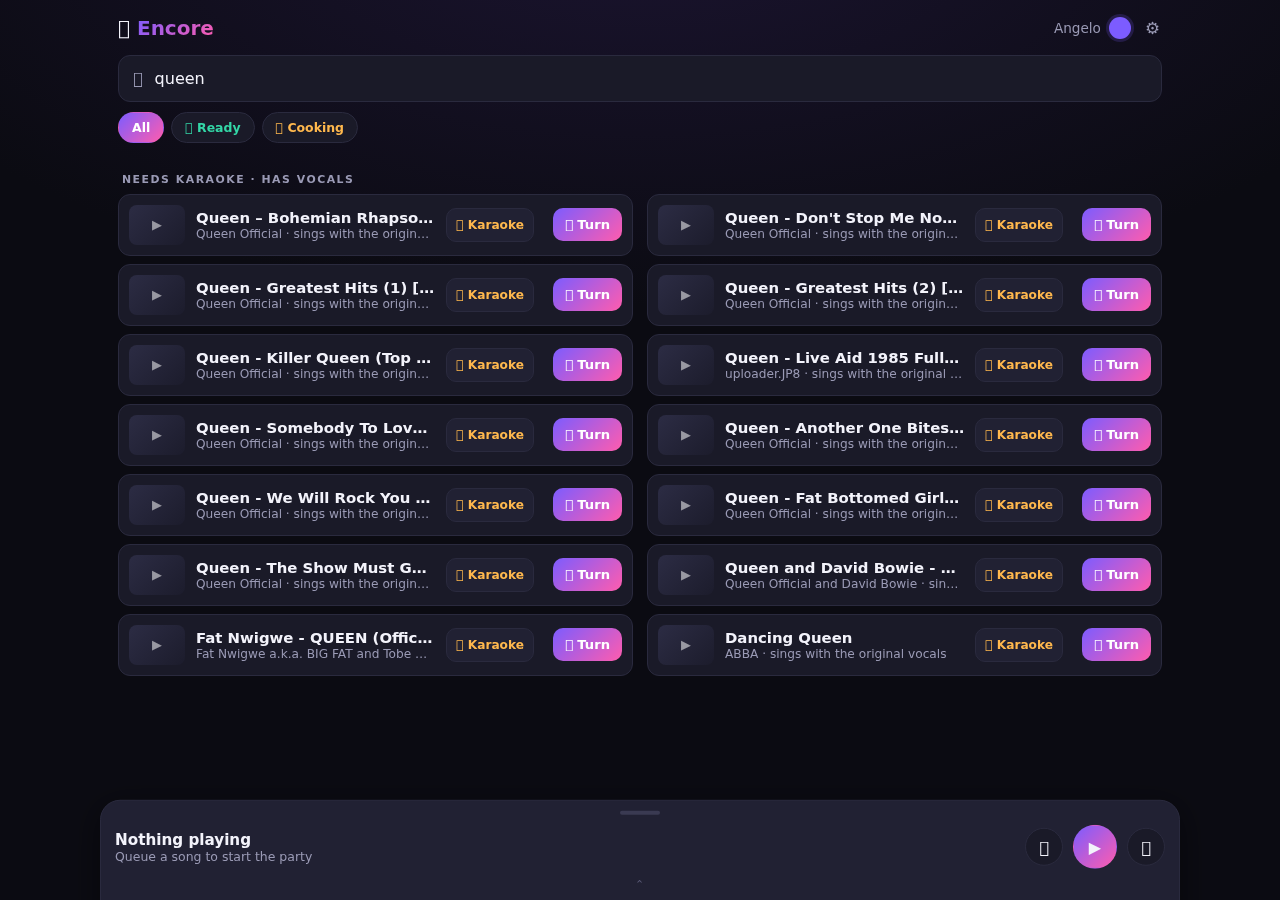 Encore
Angelo
queen
All
Ready
Cooking
NEEDS KARAOKE · HAS VOCALS
Queen – Bohemian Rhapso...
Queen Official · sings with the origin...
Karaoke
Turn
Queen - Don't Stop Me No...
Queen Official · sings with the origin...
Karaoke
Turn
Queen - Greatest Hits (1) [...
Queen Official · sings with the origin...
Karaoke
Turn
Queen - Greatest Hits (2) [...
Queen Official · sings with the origin...
Karaoke
Turn
Queen - Killer Queen (Top ...
Queen Official · sings with the origin...
Karaoke
Turn
Queen - Live Aid 1985 Full...
uploader.JP8 · sings with the original ...
Karaoke
Turn
Queen - Somebody To Lov...
Queen Official · sings with the origin...
Karaoke
Turn
Queen - Another One Bites...
Queen Official · sings with the origin...
Karaoke
Turn
Queen - We Will Rock You ...
Queen Official · sings with the origin...
Karaoke
Turn
Queen - Fat Bottomed Girl...
Queen Official · sings with the origin...
Karaoke
Turn
Queen - The Show Must G...
Queen Official · sings with the origin...
Karaoke
Turn
Queen and David Bowie - ...
Queen Official and David Bowie · sin...
Karaoke
Turn
Fat Nwigwe - QUEEN (Offic...
Fat Nwigwe a.k.a. BIG FAT and Tobe ...
Karaoke
Turn
Dancing Queen
ABBA · sings with the original vocals
Karaoke
Turn
Nothing playing
Queue a song to start the party